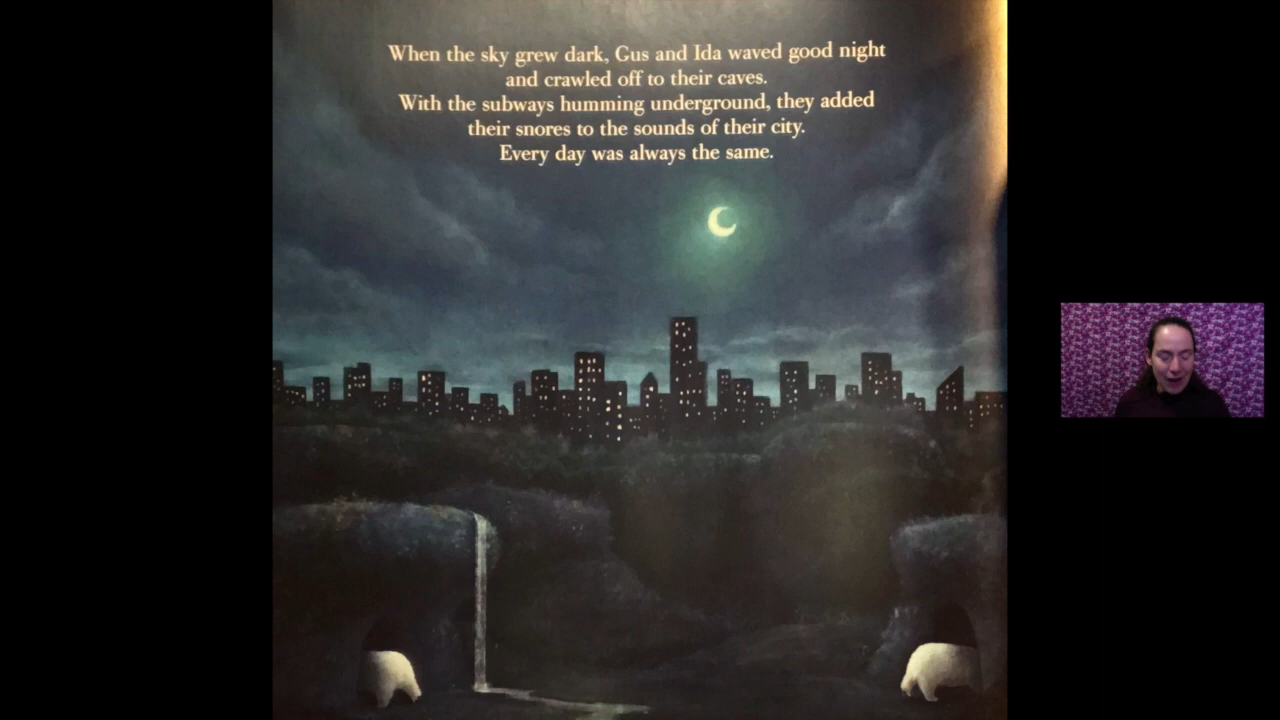 When the sky grew dark, Gus and Ida waved good night
and crawled off to their caves.
With the subways humming underground, they added
their snores to the sounds of their city.
Every day was always the same.